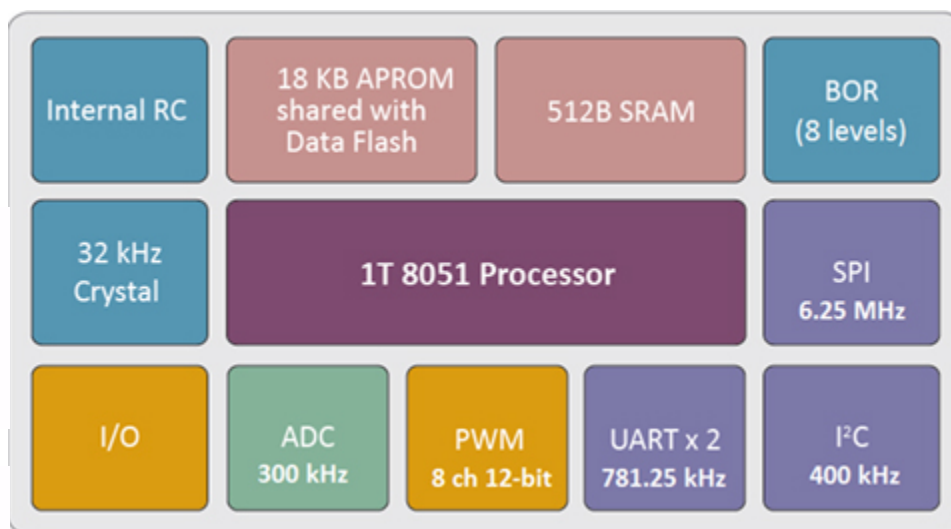 Internal RC
18 KB APROM
shared with
Data Flash
512B SRAM
BOR
(8 levels)
32 kHz
Crystal
1T 8051 Processor
SPI
6.25 MHz
I/O
ADC
300 kHz
PWM
8 ch 12-bit
UART x 2
781.25 kHz
I²C
400 kHz